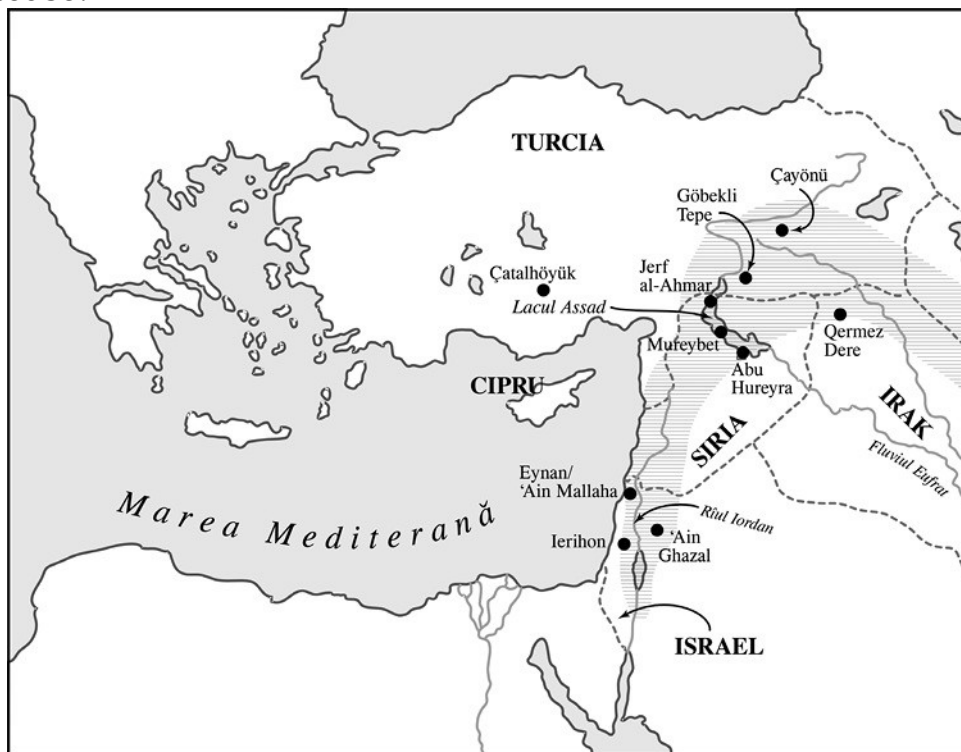 TURCIA
Çayönü
Göbekli
Tepe
Çatalhöyük
Jerf
al-Ahmar
Lacul Assad
Mureybet
Qermez
Dere
Abu
Hureyra
CIPRU
SIRIA
IRAK
Fluviul Eufrat
Eynan/
‘Ain Mallaha
Marea Mediterană
Rîul Iordan
Ierihon
‘Ain
Ghazal
ISRAEL